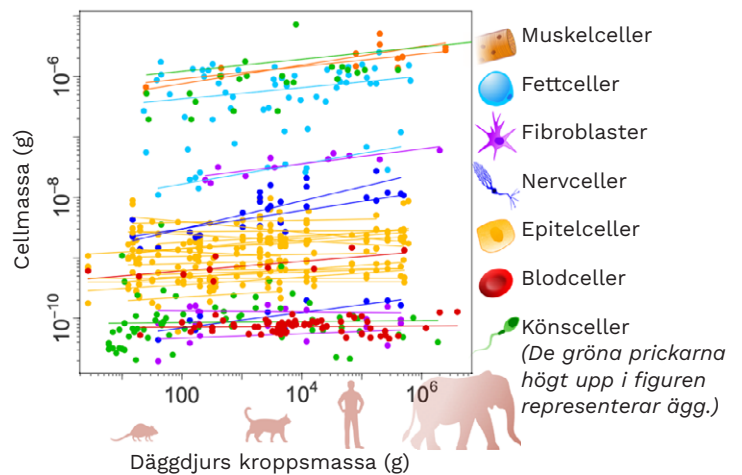 Cellmassa (g)
10⁻⁶
10⁻⁸
10⁻¹⁰
100
10⁴
10⁶
Däggdjurs kroppsmassa (g)
Muskelceller
Fettceller
Fibroblaster
Nervceller
Epitelceller
Blodceller
Könsceller
(De gröna prickarna
högt upp i figuren
representerar ägg.)